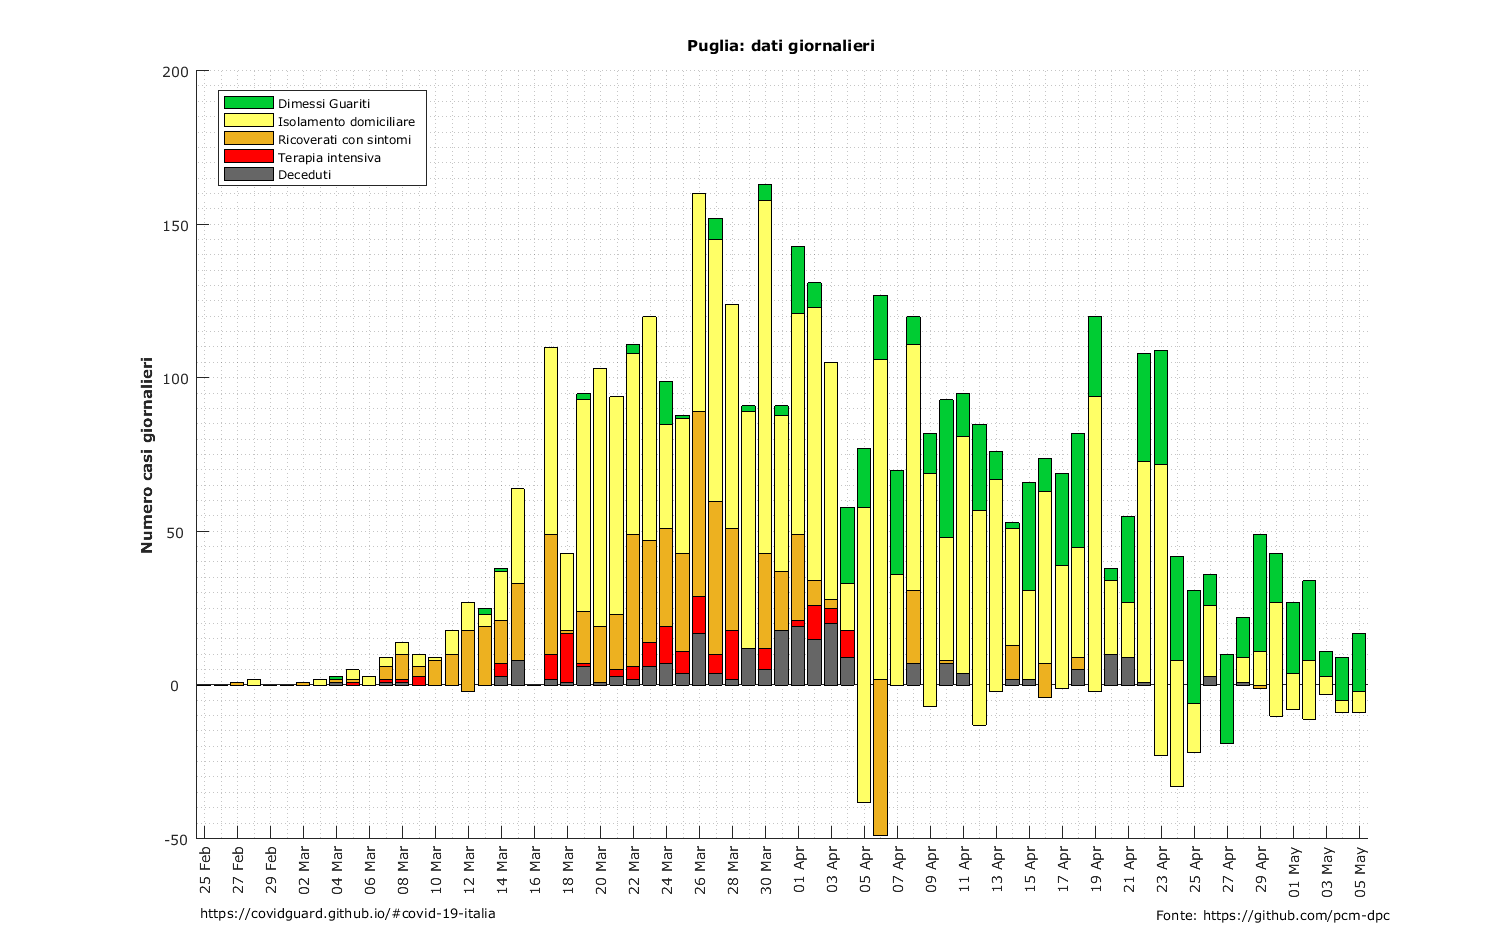 Puglia: dati giornalieri
200
150
100
50
0
-50
Numero casi giornalieri
Dimessi Guariti
Isolamento domiciliare
Ricoverati con sintomi
Terapia intensiva
Deceduti
25 Feb
27 Feb
29 Feb
02 Mar
04 Mar
06 Mar
08 Mar
10 Mar
12 Mar
14 Mar
16 Mar
18 Mar
20 Mar
22 Mar
24 Mar
26 Mar
28 Mar
30 Mar
01 Apr
03 Apr
05 Apr
07 Apr
09 Apr
11 Apr
13 Apr
15 Apr
17 Apr
19 Apr
21 Apr
23 Apr
25 Apr
27 Apr
29 Apr
01 May
03 May
05 May
https://covidguard.github.io/#covid-19-italia
Fonte: https://github.com/pcm-dpc